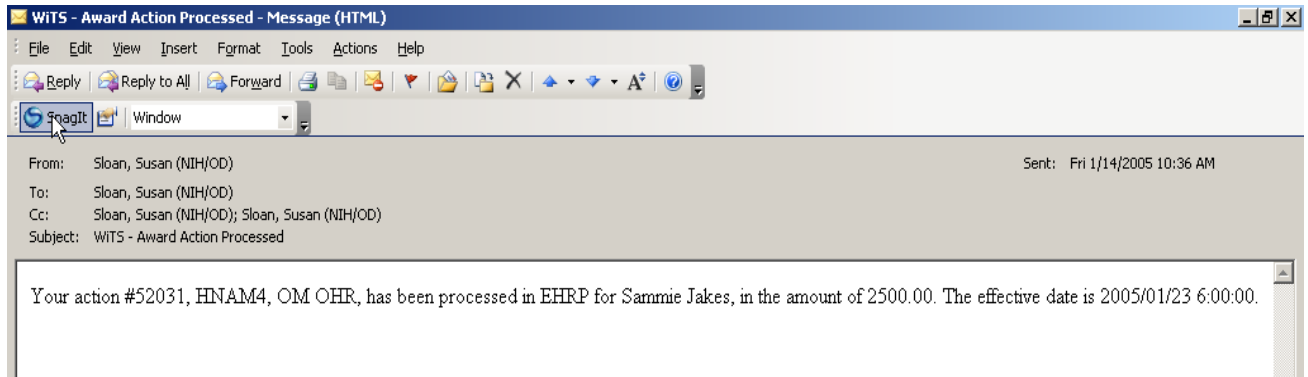 WiTS - Award Action Processed - Message (HTML)
File Edit View Insert Format Tools Actions Help
Reply Reply to All Forward
SnagIt Window
From: Sloan, Susan (NIH/OD) Sent: Fri 1/14/2005 10:36 AM
To: Sloan, Susan (NIH/OD)
Cc: Sloan, Susan (NIH/OD); Sloan, Susan (NIH/OD)
Subject: WiTS - Award Action Processed
Your action #52031, HNAM4, OM OHR, has been processed in EHRP for Sammie Jakes, in the amount of 2500.00. The effective date is 2005/01/23 6:00:00.